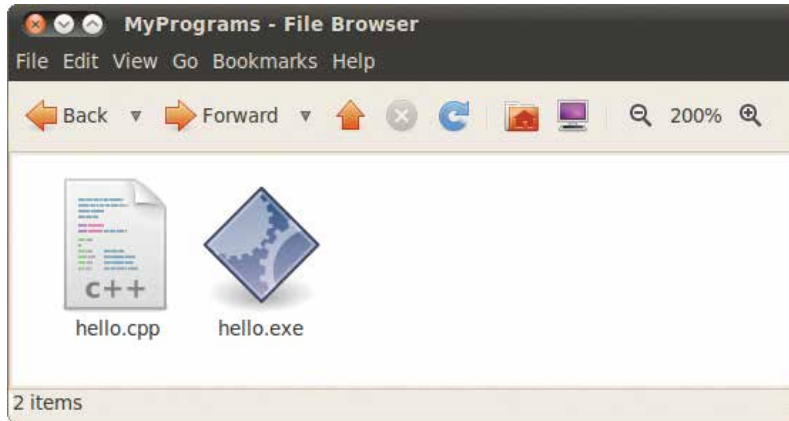 MyPrograms - File Browser
File Edit View Go Bookmarks Help
Back Forward 200%
c++
hello.cpp hello.exe
2 items